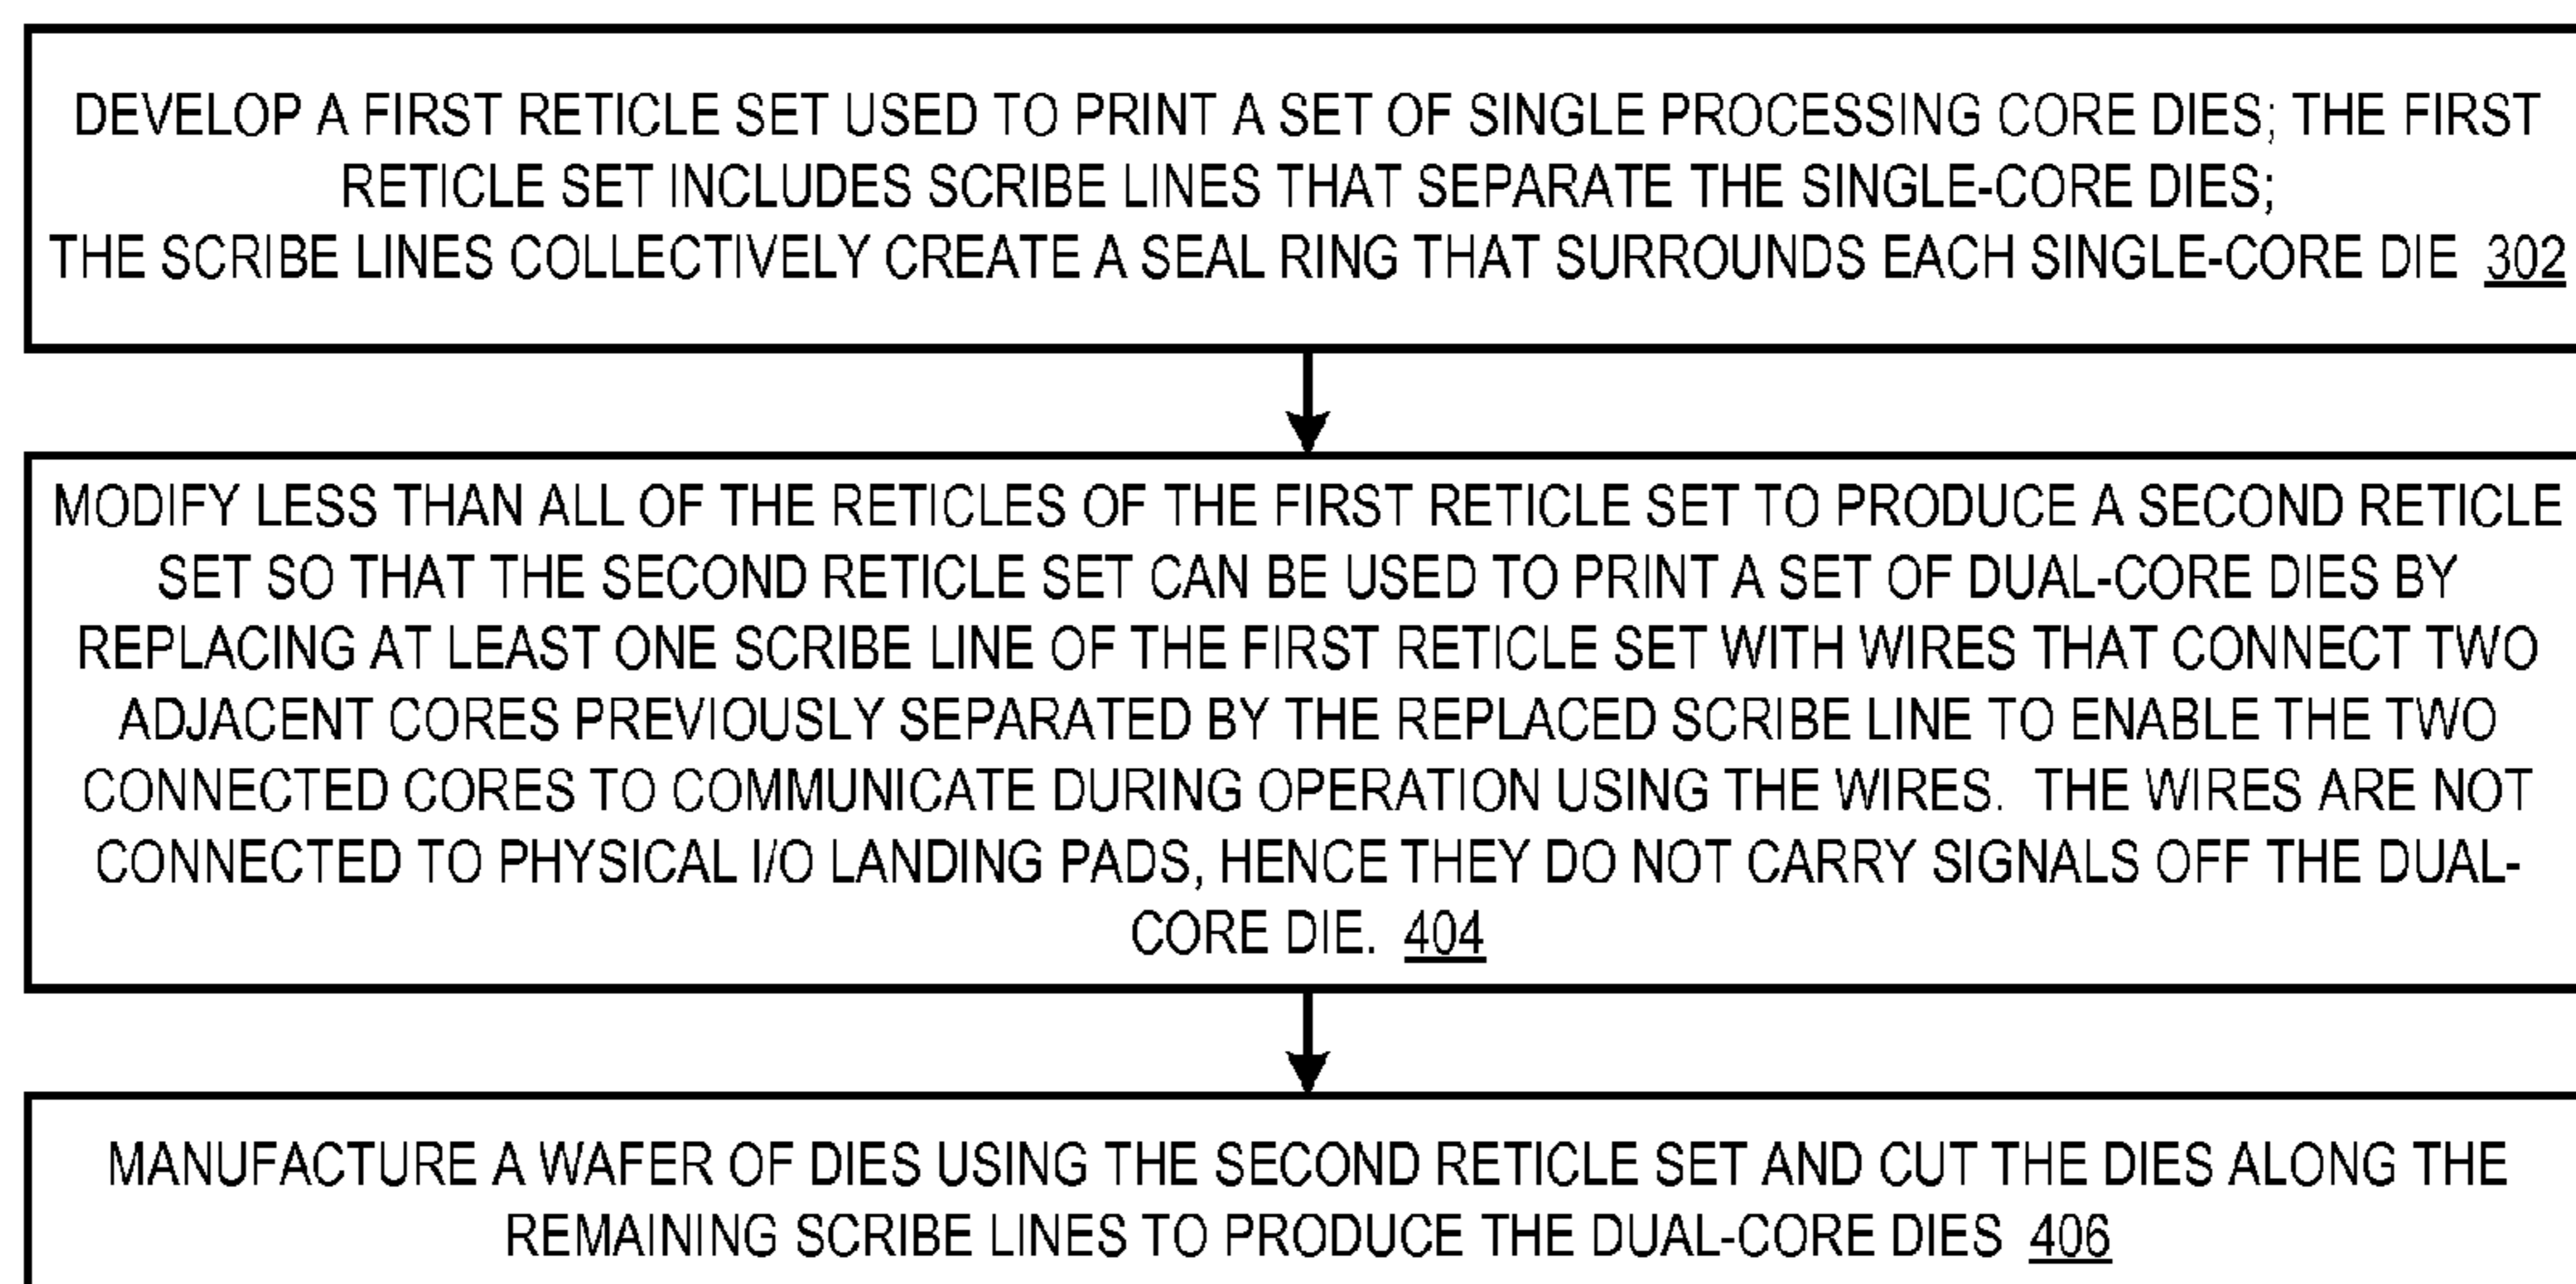 DEVELOP A FIRST RETICLE SET USED TO PRINT A SET OF SINGLE PROCESSING CORE DIES; THE FIRST
RETICLE SET INCLUDES SCRIBE LINES THAT SEPARATE THE SINGLE-CORE DIES;
THE SCRIBE LINES COLLECTIVELY CREATE A SEAL RING THAT SURROUNDS EACH SINGLE-CORE DIE 302
MODIFY LESS THAN ALL OF THE RETICLES OF THE FIRST RETICLE SET TO PRODUCE A SECOND RETICLE
SET SO THAT THE SECOND RETICLE SET CAN BE USED TO PRINT A SET OF DUAL-CORE DIES BY
REPLACING AT LEAST ONE SCRIBE LINE OF THE FIRST RETICLE SET WITH WIRES THAT CONNECT TWO
ADJACENT CORES PREVIOUSLY SEPARATED BY THE REPLACED SCRIBE LINE TO ENABLE THE TWO
CONNECTED CORES TO COMMUNICATE DURING OPERATION USING THE WIRES. THE WIRES ARE NOT
CONNECTED TO PHYSICAL I/O LANDING PADS, HENCE THEY DO NOT CARRY SIGNALS OFF THE DUAL-
CORE DIE. 404
MANUFACTURE A WAFER OF DIES USING THE SECOND RETICLE SET AND CUT THE DIES ALONG THE
REMAINING SCRIBE LINES TO PRODUCE THE DUAL-CORE DIES 406